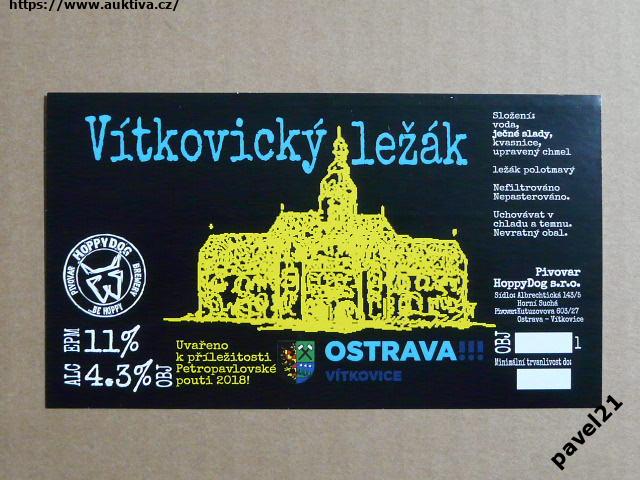 https://www.auktiva.cz/
Vítkovický ležák
Složení:
voda,
ječné slady,
kvasnice,
upravený chmel
ležák polotmavý
Nefiltrováno
Nepasterováno.
Uchovávat v
chladu a temnu.
Nevratný obal.
PIVOVAR HOPPYDOG BREWERY
BE HOPPY
Pivovar
HoppyDog s.r.o.
Sídlo: Albrechtická 143/5
Horní Suchá
Pivovar: Kutuzovova 603/27
Ostrava - Vítkovice
EPM 11%
ALC 4.3% OBJ
Uvařeno
k příležitosti
Petropavlovské
pouti 2018!
OSTRAVA!!!
VÍTKOVICE
OBJ l
Minimální trvanlivost do:
pavel21